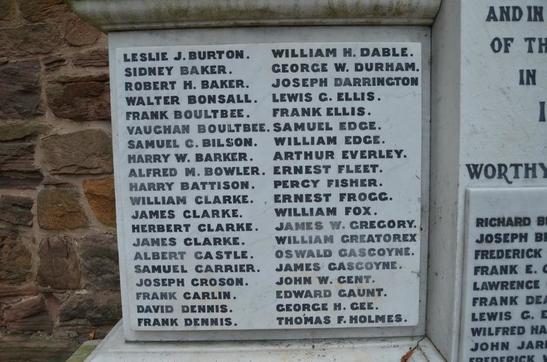 LESLIE J. BURTON.
SIDNEY BAKER.
ROBERT H. BAKER.
WALTER BONSALL.
FRANK BOULTBEE.
VAUGHAN BOULTBEE.
SAMUEL C. BILSON.
HARRY W. BARKER.
ALFRED M. BOWLER.
HARRY BATTISON.
WILLIAM CLARKE.
JAMES CLARKE.
HERBERT CLARKE.
JAMES CLARKE.
ALBERT CASTLE.
SAMUEL CARRIER.
JOSEPH CROSON.
FRANK CARLIN.
DAVID DENNIS.
FRANK DENNIS.
WILLIAM H. DABLE.
GEORGE W. DURHAM.
JOSEPH DARRINGTON
LEWIS G. ELLIS.
FRANK ELLIS.
SAMUEL EDGE.
WILLIAM EDGE.
ARTHUR EVERLEY.
ERNEST FLEET.
PERCY FISHER.
ERNEST FROGG.
WILLIAM FOX.
JAMES W. GREGORY.
WILLIAM GREATOREX
OSWALD GASCOYNE.
JAMES GASCOYNE.
JOHN W. GENT.
EDWARD GAUNT.
GEORGE H. GEE.
THOMAS F. HOLMES.
AND IN
OF TH
IN
WORTHY
RICHARD B
JOSEPH B
FREDERICK
FRANK E.
LAWRENCE
FRANK DEA
LEWIS G. E
WILFRED HA
JOHN JAR
FREDERICK